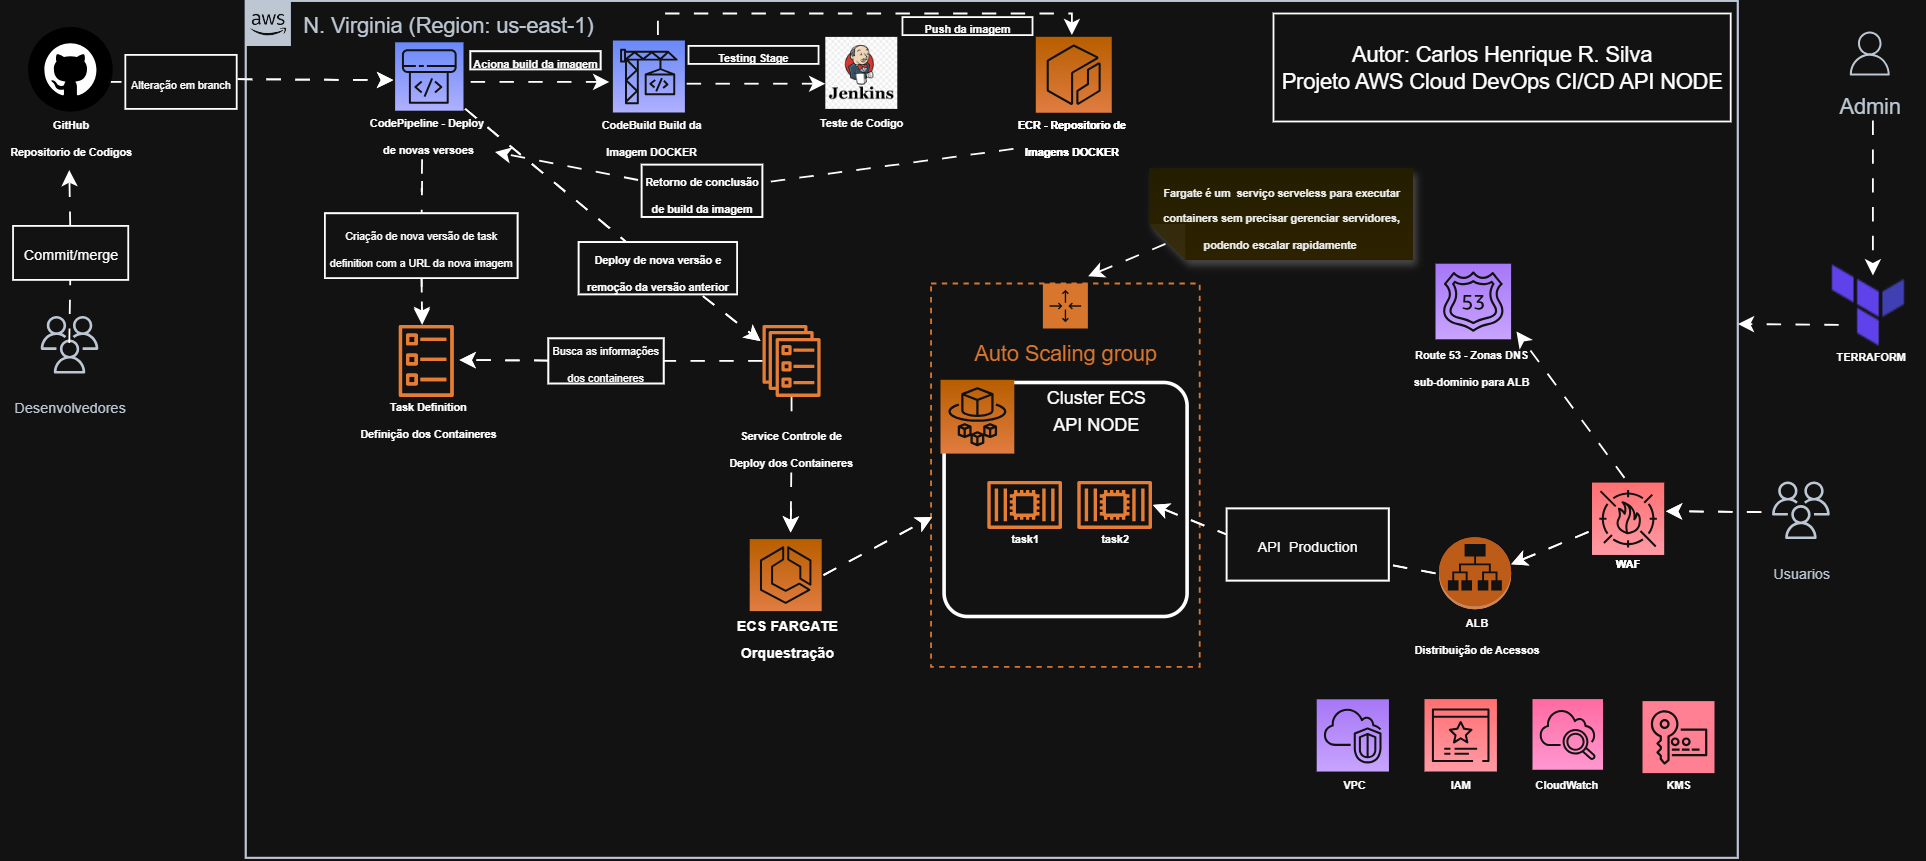 aws
N. Virginia (Region: us-east-1)
Autor: Carlos Henrique R. Silva
Projeto AWS Cloud DevOps CI/CD API NODE
GitHub
Repositorio de Codigos
Alteração em branch
Commit/merge
Desenvolvedores
CodePipeline - Deploy
de novas versoes
Aciona build da imagem
CodeBuild Build da
Imagem DOCKER
Testing Stage
Jenkins
Teste de Codigo
Push da imagem
ECR - Repositorio de
Imagens DOCKER
Retorno de conclusão
de build da imagem
Criação de nova versão de task
definition com a URL da nova imagem
Deploy de nova versão e
remoção da versão anterior
Busca as informações
dos containeres
Task Definition
Definição dos Containeres
Service Controle de
Deploy dos Containeres
ECS FARGATE
Orquestração
Fargate é um serviço serveless para executar
containers sem precisar gerenciar servidores,
podendo escalar rapidamente
Auto Scaling group
Cluster ECS
API NODE
task1
task2
API Production
53
Route 53 - Zonas DNS
sub-dominio para ALB
WAF
ALB
Distribuição de Acessos
Admin
TERRAFORM
Usuarios
VPC
IAM
CloudWatch
KMS